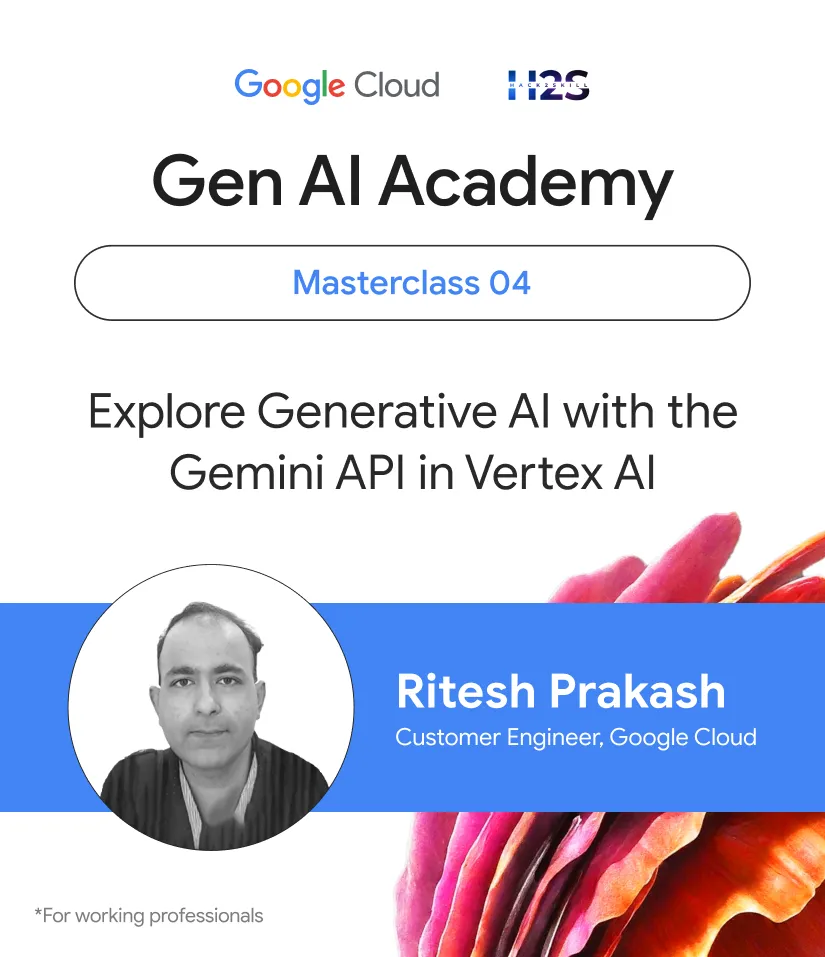 Google Cloud
H2S
HACK2SKILL
Gen AI Academy
Masterclass 04
Explore Generative AI with the
Gemini API in Vertex AI
Ritesh Prakash
Customer Engineer, Google Cloud
*For working professionals